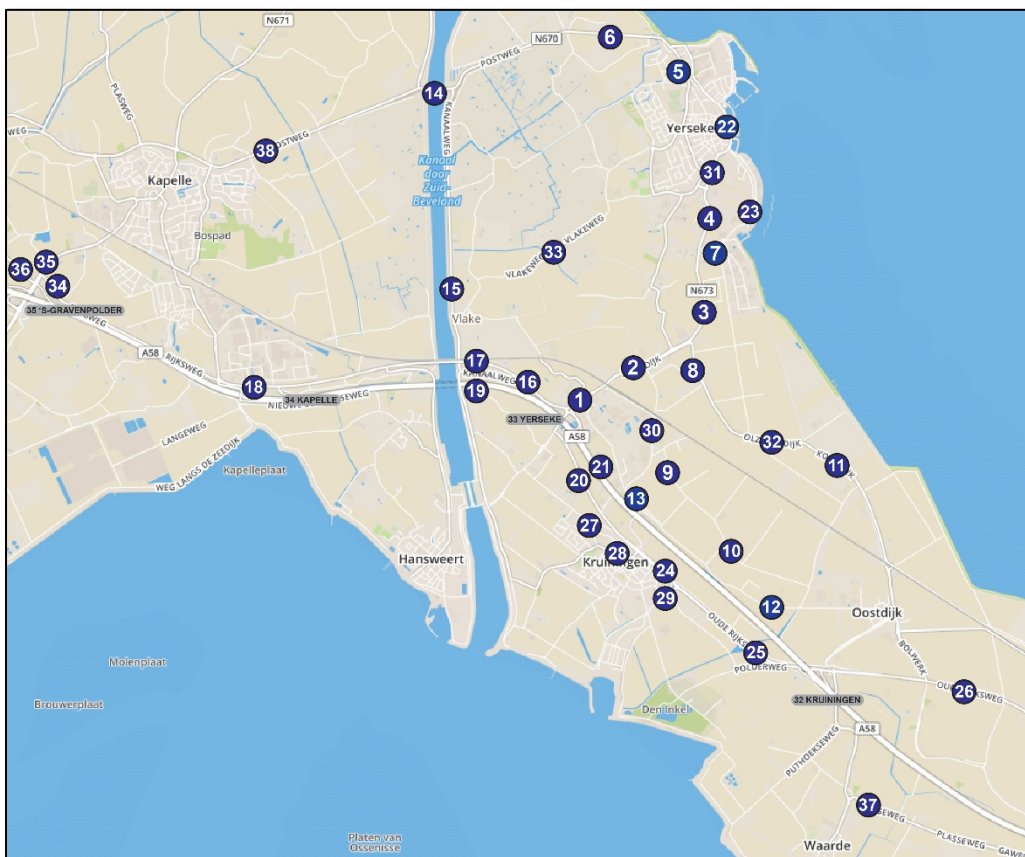 N671
6
N670
POSTWEG
5
PLASWEG
14
KANAALWEG
22
Yerseke
38
Kapelle
Kanaal
door
Zuid-
Beveland
31
4
23
Bospad
33
VLAKEWEG
VLAKEWEG
7
36
35
34
15
N673
3
35 'S-GRAVENPOLDER
Vlake
A58
RIJKSWEG
17
2
8
18
KANAALWEG
16
19
1
34 KAPELLE
33 YERSEKE
A58
30
32
LANGEWEG
Kapelleplaat
WEG LANGS DE ZEEDIJK
21
9
11
20
13
27
Hansweert
28
Kruiningen
10
24
29
12
Oostdijk
25
POLDERWEG
BOLWERK
Molenplaat
26
Brouwerplaat
Den Inkel
32 KRUININGEN
A58
PUTHOEKSEWEG
37
PLASSEWEG
Platen van
Ossenisse
Waarde